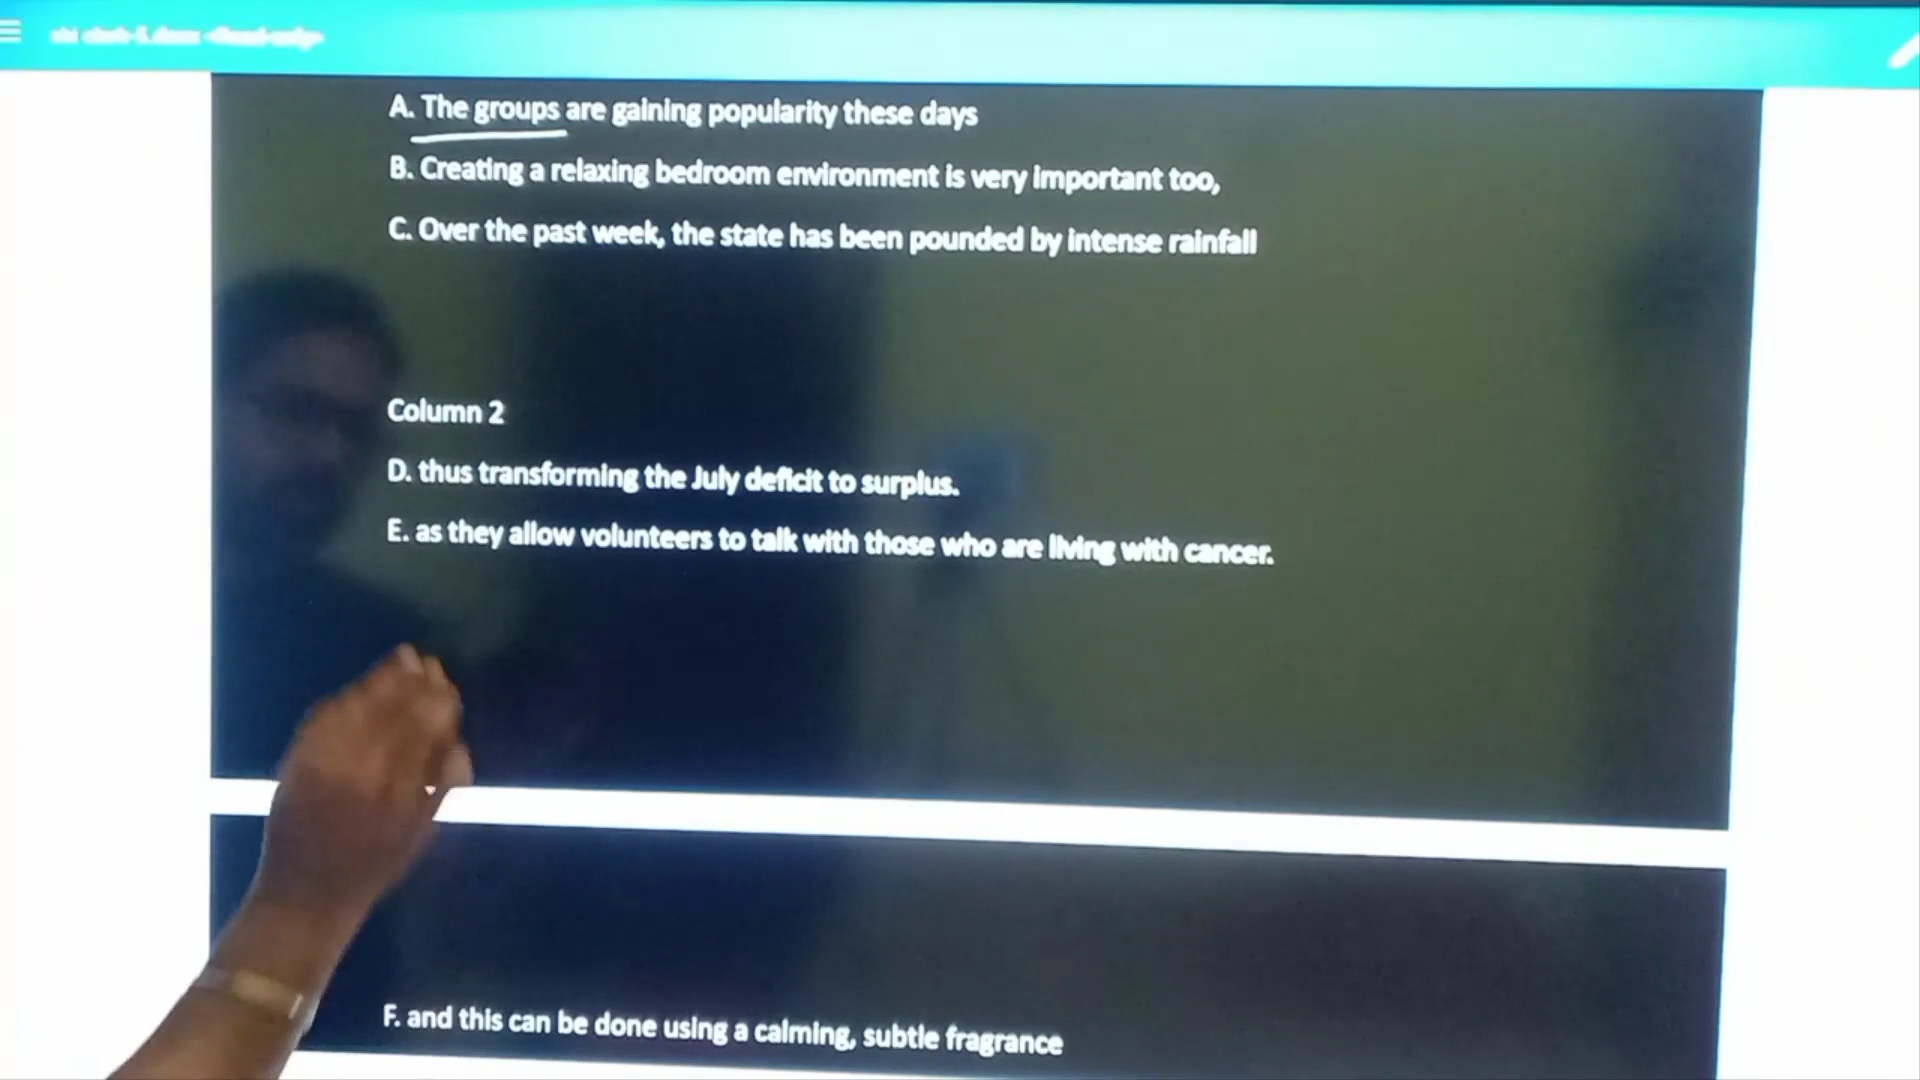 A. The groups are gaining popularity these days
B. Creating a relaxing bedroom environment is very important too,
C. Over the past week, the state has been pounded by intense rainfall
Column 2
D. thus transforming the July deficit to surplus.
E. as they allow volunteers to talk with those who are living with cancer.
F. and this can be done using a calming, subtle fragrance